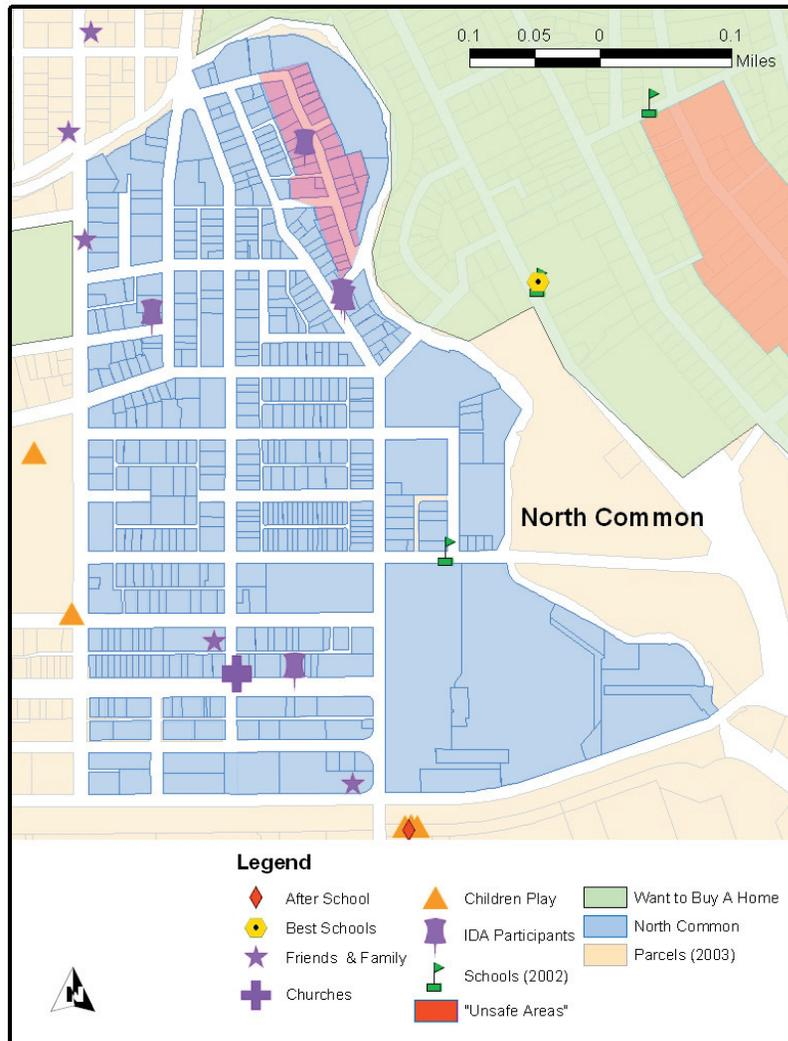 0.1 0.05 0 0.1
Miles
North Common
Legend
After School
Best Schools
Friends & Family
Churches
Children Play
IDA Participants
Schools (2002)
"Unsafe Areas"
Want to Buy A Home
North Common
Parcels (2003)
N